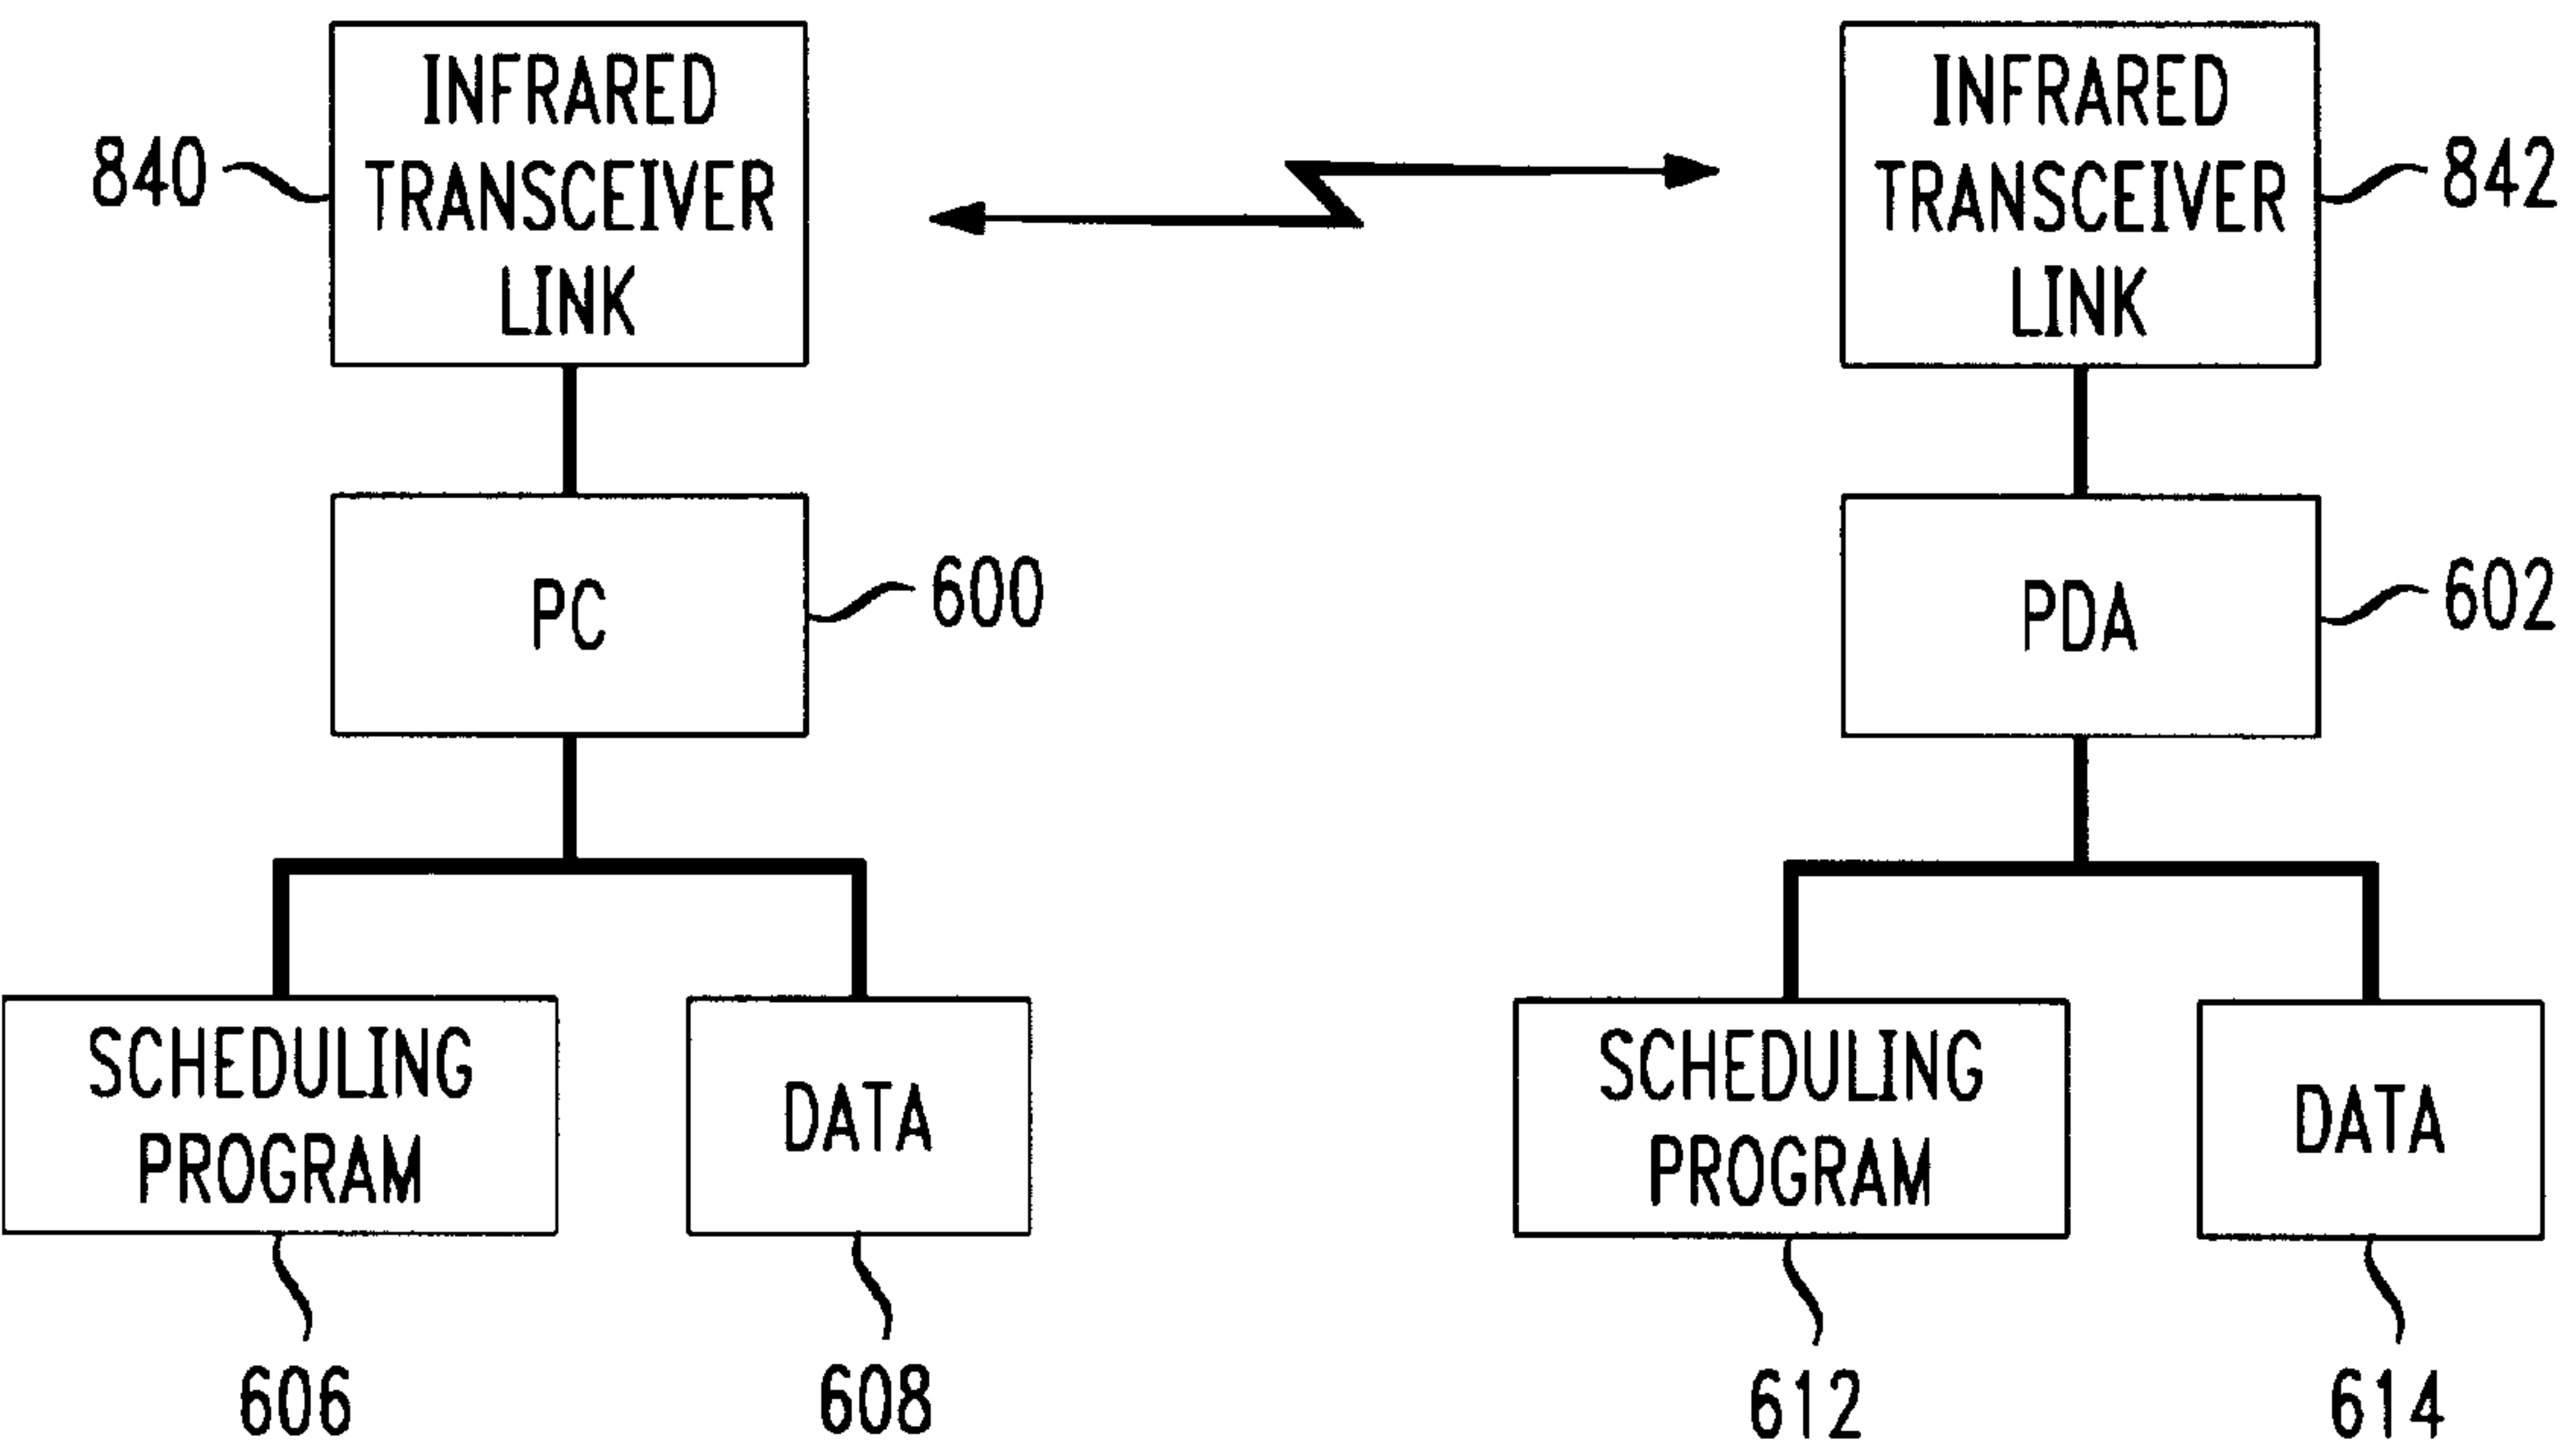 INFRARED
TRANSCEIVER
LINK
840
INFRARED
TRANSCEIVER
LINK
842
PC
600
PDA
602
SCHEDULING
PROGRAM
606
DATA
608
SCHEDULING
PROGRAM
612
DATA
614